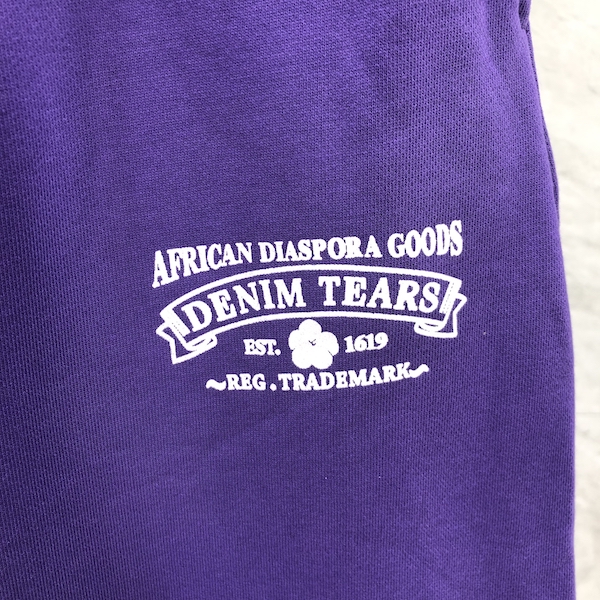 AFRICAN DIASPORA GOODS
DENIM TEARS
EST. 1619
~REG. TRADEMARK~